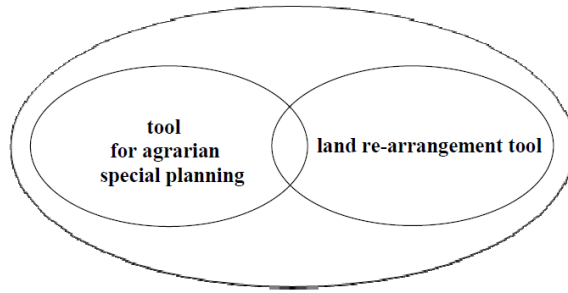 tool
for agrarian
special planning
land re-arrangement tool